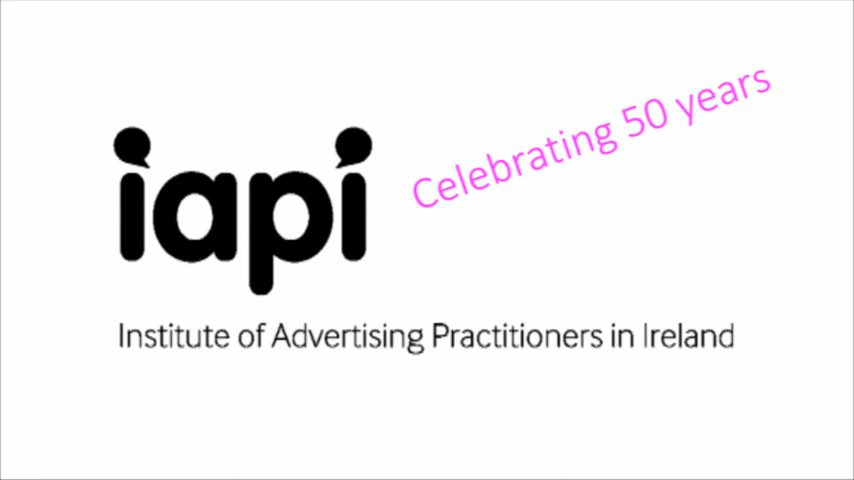 Celebrating 50 years
iapi
Institute of Advertising Practitioners in Ireland